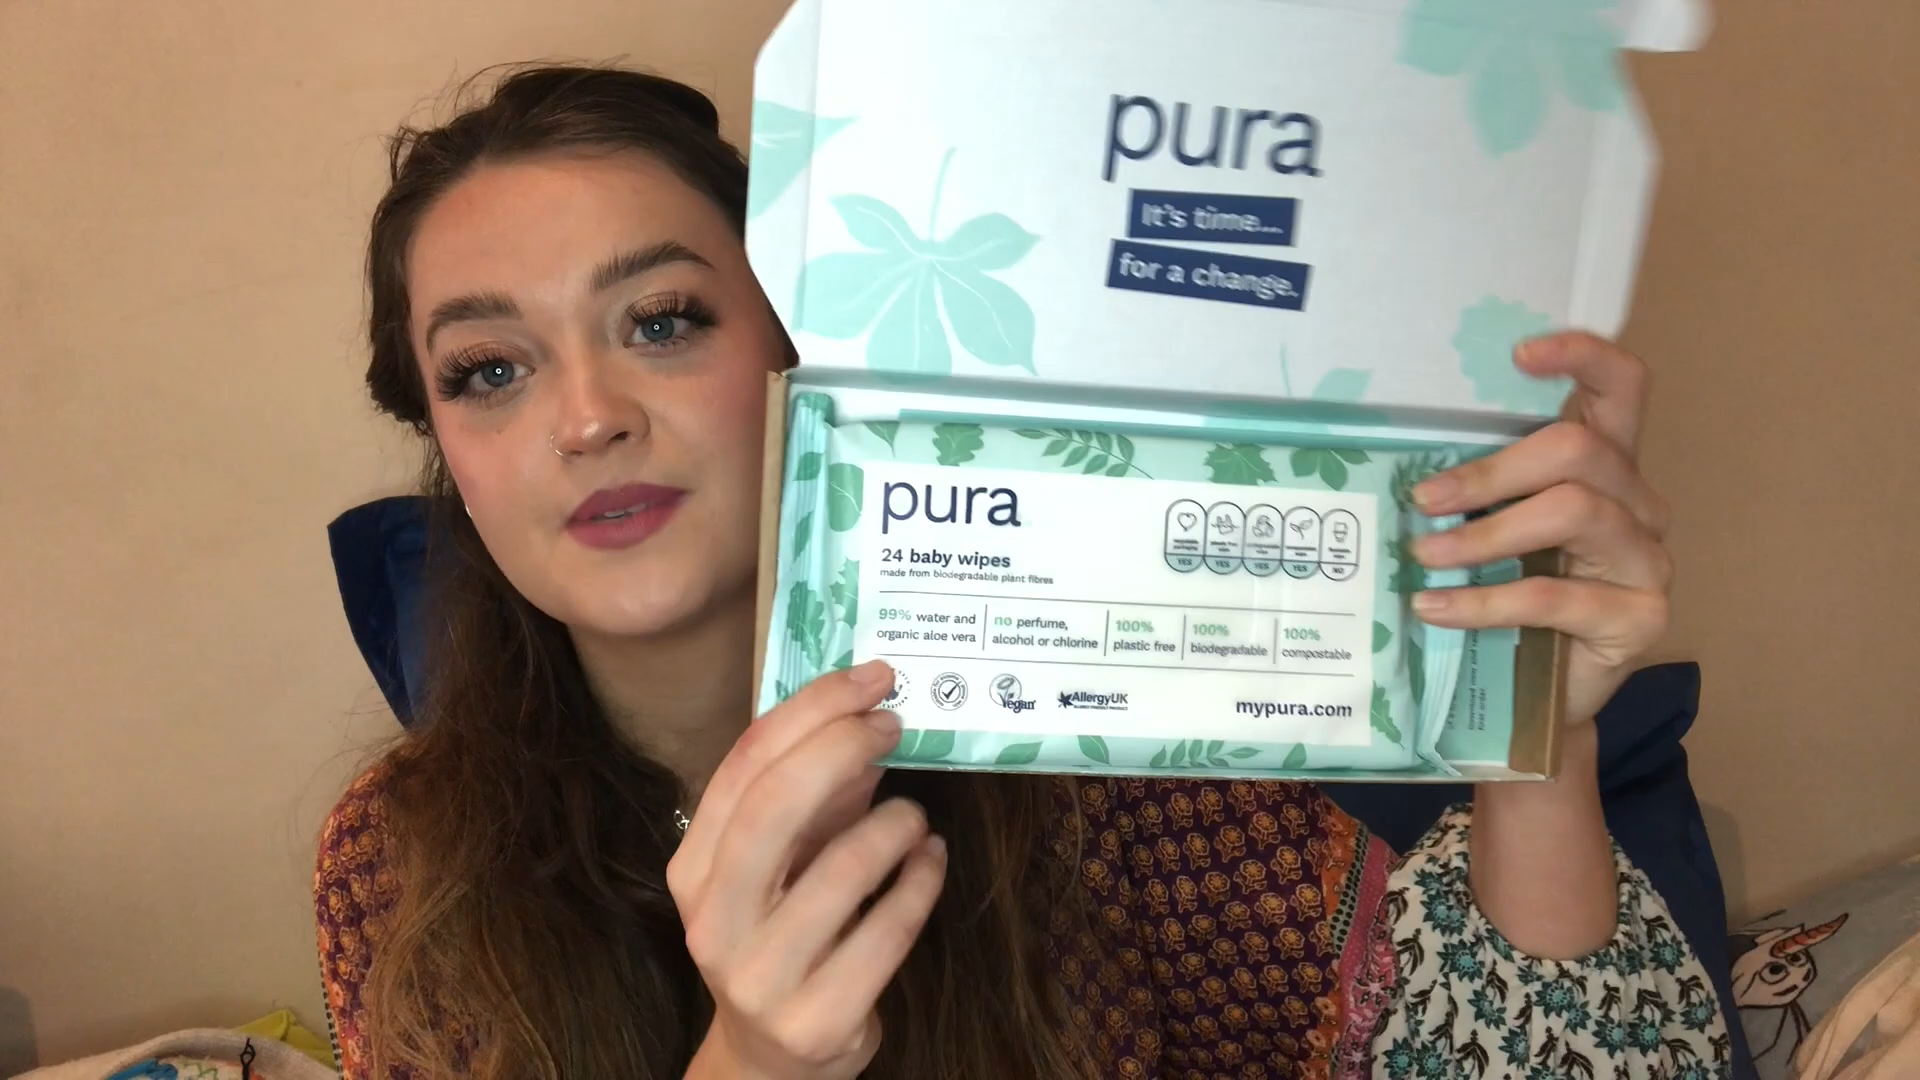 pura
It's time...
for a change.
pura
24 baby wipes
made from biodegradable plant fibres
YES
YES
YES
YES
NO
99% water and
organic aloe vera
no perfume,
alcohol or chlorine
100%
plastic free
100%
biodegradable
100%
compostable
Vegan
AllergyUK
mypura.com